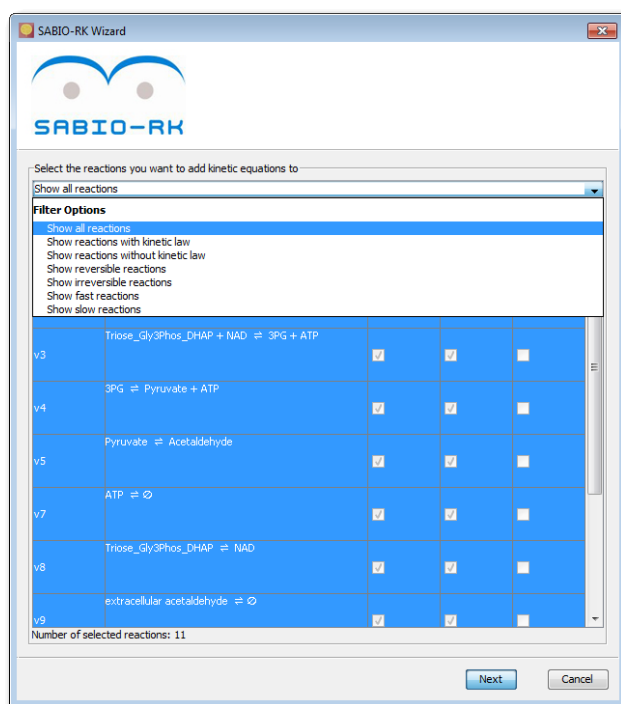 SABIO-RK Wizard
SABIO-RK
Select the reactions you want to add kinetic equations to
Show all reactions
Filter Options
Show all reactions
Show reactions with kinetic law
Show reactions without kinetic law
Show reversible reactions
Show irreversible reactions
Show fast reactions
Show slow reactions
v3 Triose_Gly3Phos_DHAP + NAD ⇌ 3PG + ATP
v4 3PG ⇌ Pyruvate + ATP
v5 Pyruvate ⇌ Acetaldehyde
v7 ATP ⇌ ∅
v8 Triose_Gly3Phos_DHAP ⇌ NAD
v9 extracellular acetaldehyde ⇌ ∅
Number of selected reactions: 11
Next Cancel